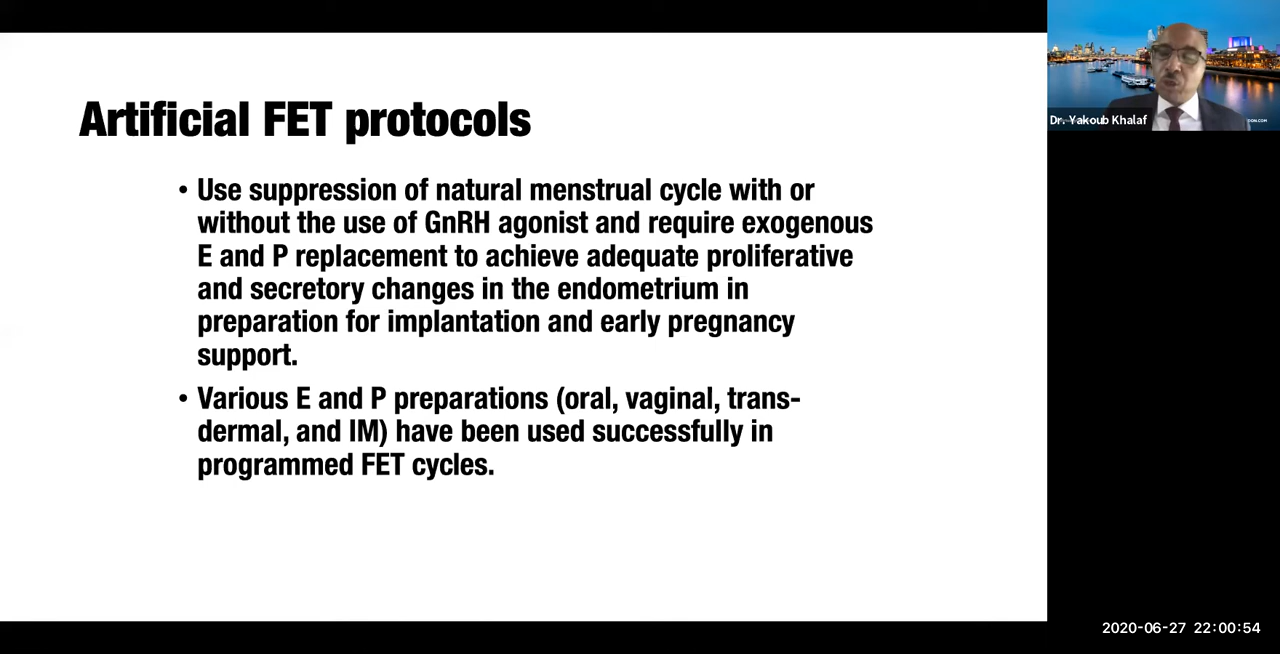 Artificial FET protocols
• Use suppression of natural menstrual cycle with or
without the use of GnRH agonist and require exogenous
E and P replacement to achieve adequate proliferative
and secretory changes in the endometrium in
preparation for implantation and early pregnancy
support.
• Various E and P preparations (oral, vaginal, trans-
dermal, and IM) have been used successfully in
programmed FET cycles.
Dr. Yakoub Khalaf
2020-06-27 22:00:54